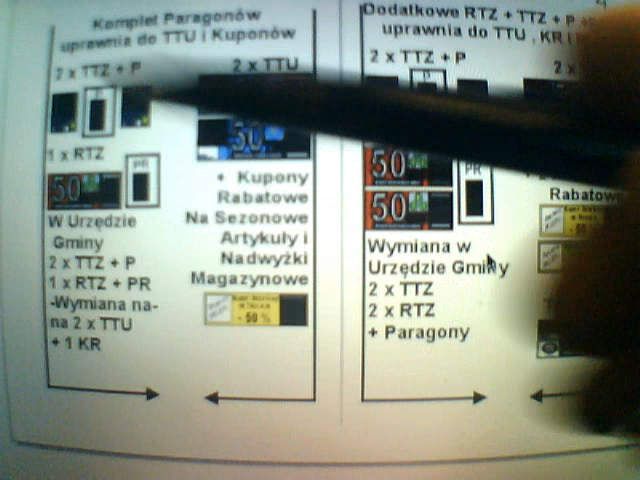 Komplet Paragonów
uprawnia do TTU i Kuponów
2 x TTZ + P
2 x TTU
P
50
1 x RTZ
PR
50
+ Kupony
Rabatowe
Na Sezonowe
Artykuły i
Nadwyżki
Magazynowe
- 50 %
W Urzędzie
Gminy
2 x TTZ + P
1 x RTZ + PR
-Wymiana na-
na 2 x TTU
+ 1 KR
Dodatkowe RTZ + TTZ + P
uprawnia do TTU , KR i
2 x TTZ + P
2 x
50
PR
50
Rabatowe
Wymiana w
Urzędzie Gminy
2 x TTZ
2 x RTZ
+ Paragony